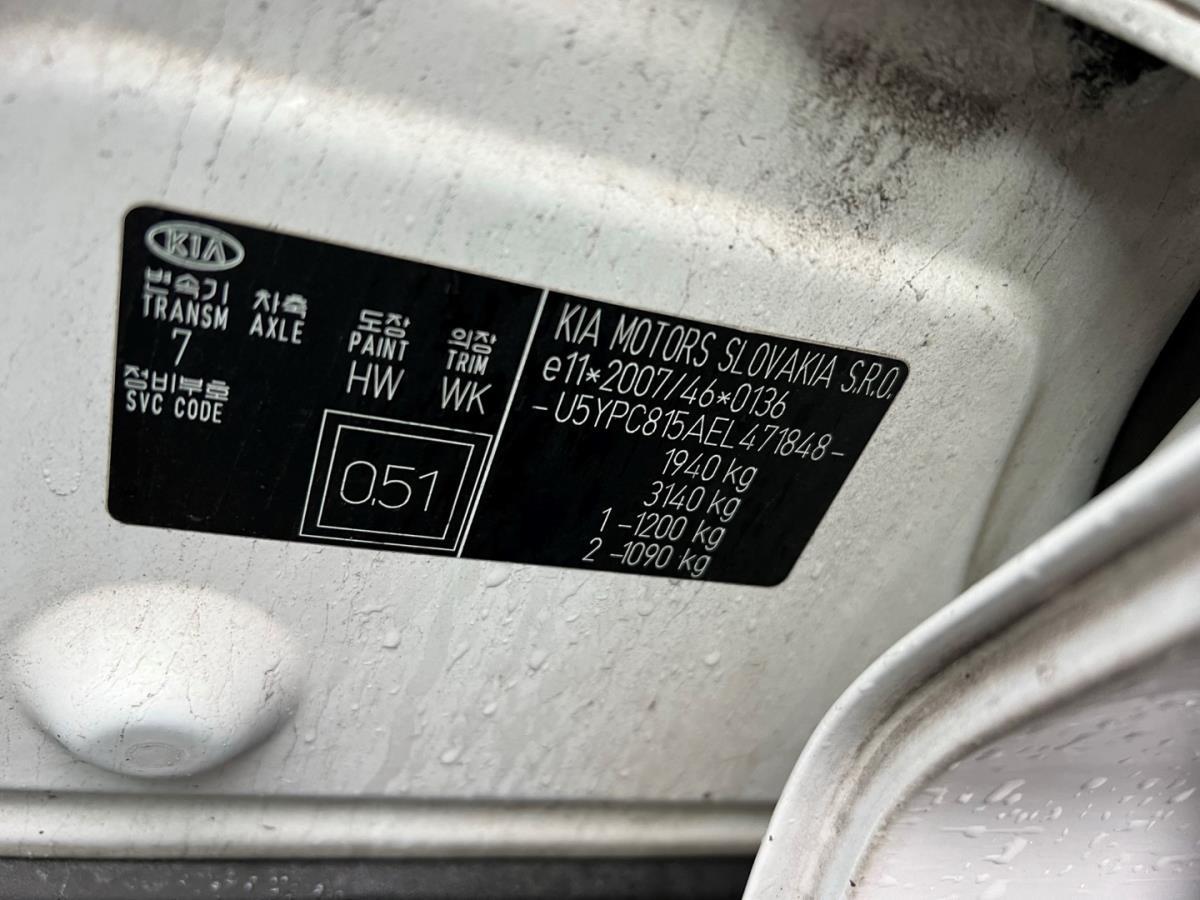 KIA
변속기 차축 도장 의장
TRANSM AXLE PAINT TRIM
7 HW WK
정비부호
SVC CODE
0.51
KIA MOTORS SLOVAKIA S.R.O.
e11*2007/46*0136
-U5YPC815AEL471848-
1940 kg
3140 kg
1 -1200 kg
2 -1090 kg